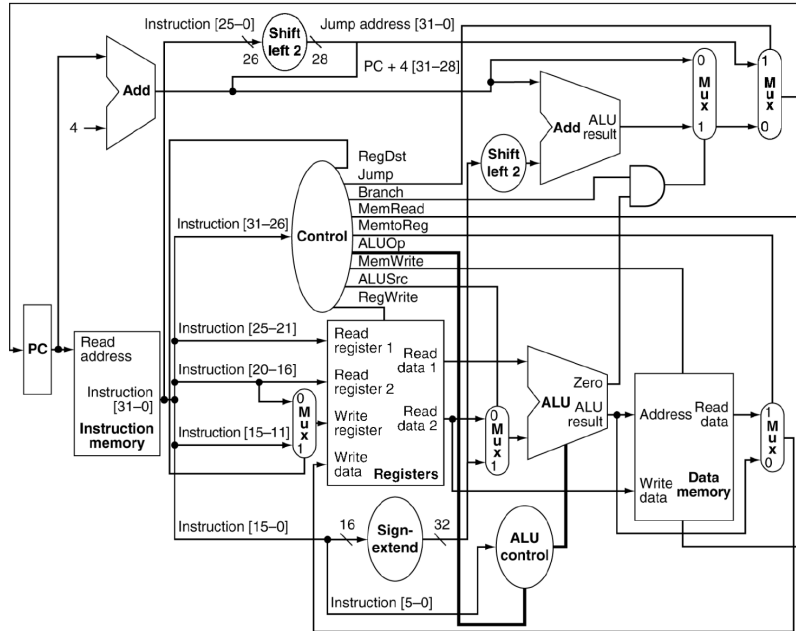 Instruction [25–0]
Jump address [31–0]
Shift
left 2
26
28
PC + 4 [31–28]
Add
4
0
Mux
1
1
Mux
0
Add
ALU
result
Shift
left 2
RegDst
Jump
Branch
MemRead
MemtoReg
ALUOp
MemWrite
ALUSrc
RegWrite
Control
Instruction [31–26]
PC
Read
address
Instruction
[31–0]
Instruction
memory
Instruction [25–21]
Instruction [20–16]
Instruction [15–11]
0
Mux
1
Read
register 1
Read
register 2
Write
register
Write
data
Read
data 1
Read
data 2
Registers
0
Mux
1
Zero
ALU
ALU
result
Address
Read
data
Write
data
Data
memory
1
Mux
0
Instruction [15–0]
16
Sign-
extend
32
ALU
control
Instruction [5–0]